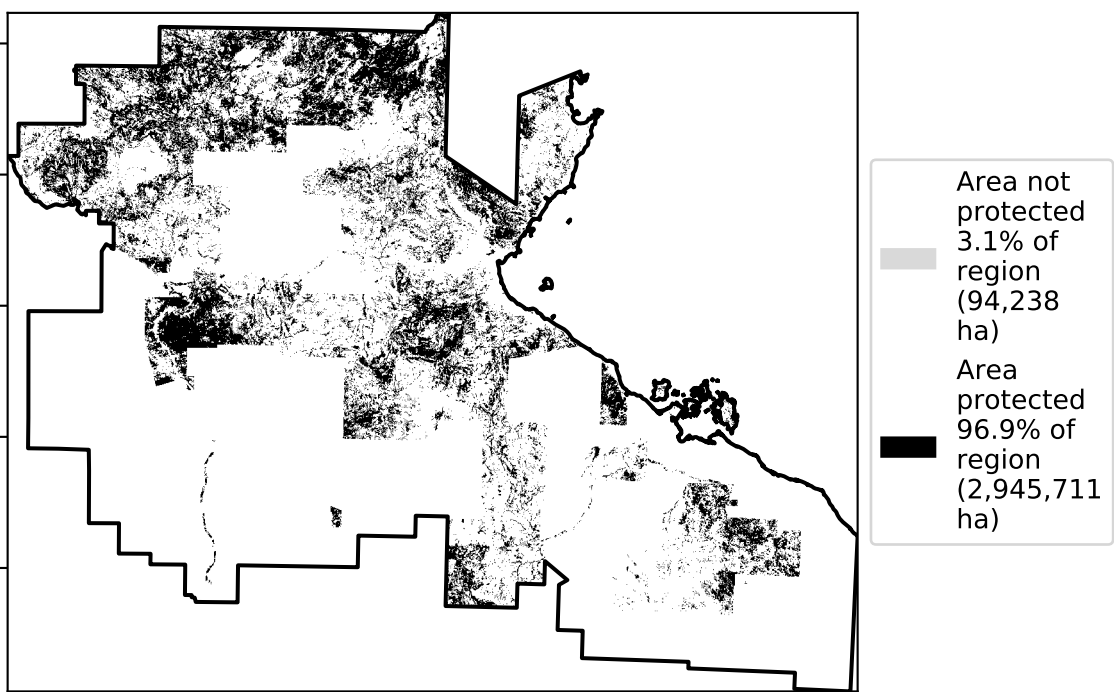 Area not
protected
3.1% of
region
(94,238
ha)
Area
protected
96.9% of
region
(2,945,711
ha)